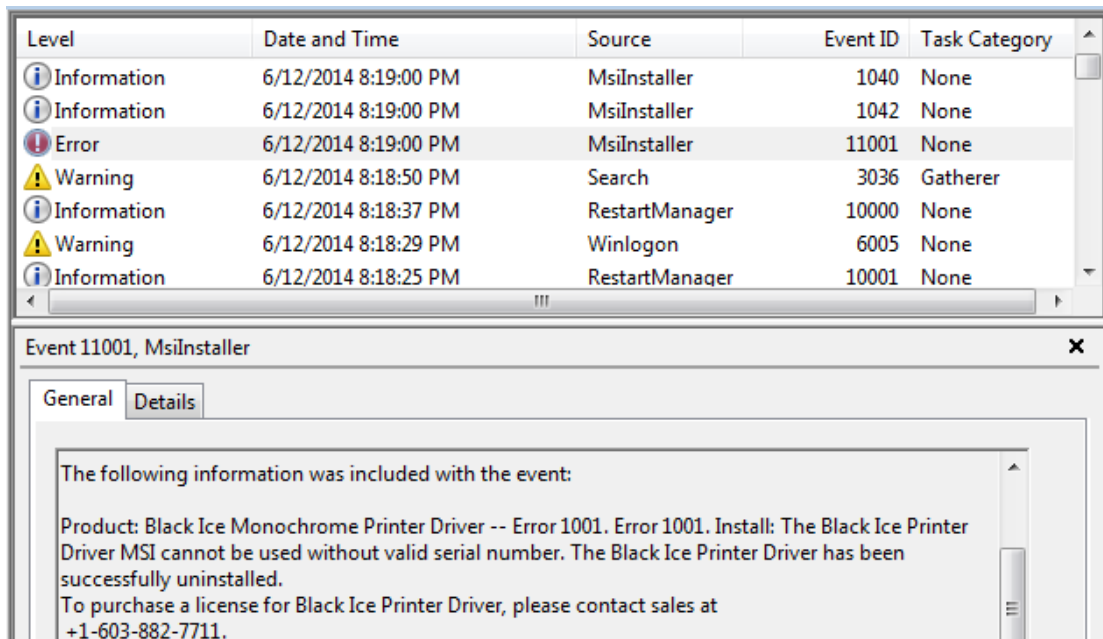 Level Date and Time Source Event ID Task Category
Information 6/12/2014 8:19:00 PM MsiInstaller 1040 None
Information 6/12/2014 8:19:00 PM MsiInstaller 1042 None
Error 6/12/2014 8:19:00 PM MsiInstaller 11001 None
Warning 6/12/2014 8:18:50 PM Search 3036 Gatherer
Information 6/12/2014 8:18:37 PM RestartManager 10000 None
Warning 6/12/2014 8:18:29 PM Winlogon 6005 None
Information 6/12/2014 8:18:25 PM RestartManager 10001 None
Event 11001, MsiInstaller
General Details
The following information was included with the event:
Product: Black Ice Monochrome Printer Driver -- Error 1001. Error 1001. Install: The Black Ice Printer
Driver MSI cannot be used without valid serial number. The Black Ice Printer Driver has been
successfully uninstalled.
To purchase a license for Black Ice Printer Driver, please contact sales at
+1-603-882-7711.